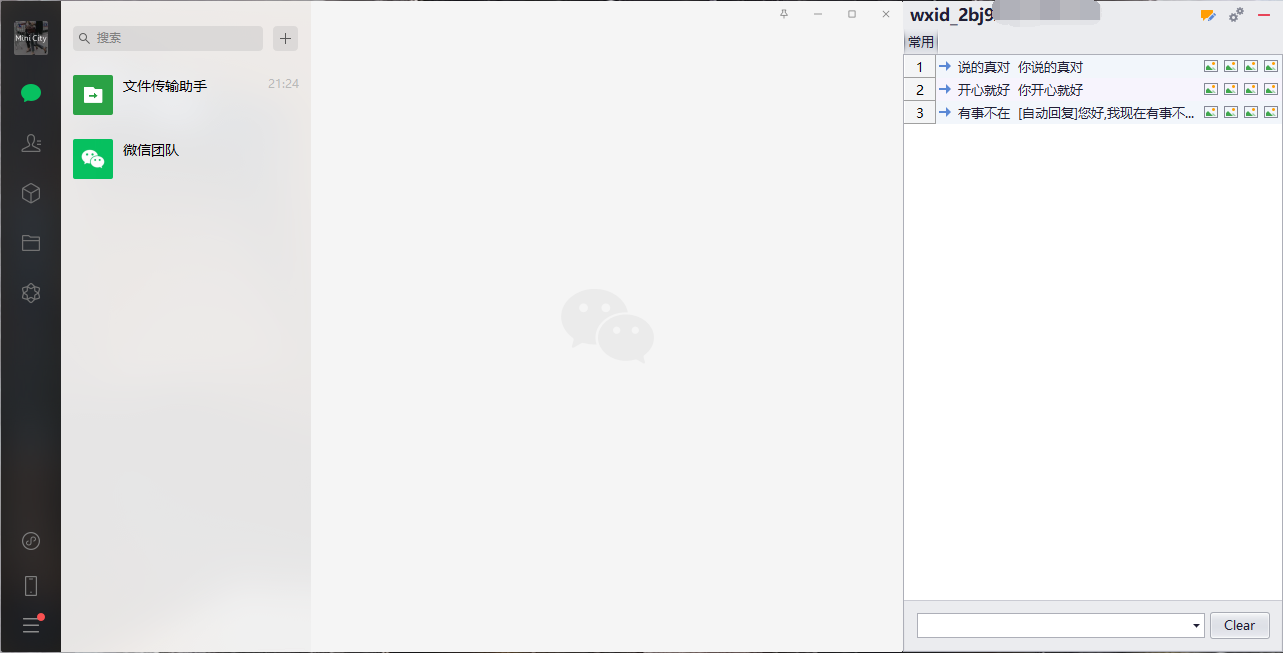 Mini City
搜索
文件传输助手 21:24
微信团队
wxid_2bj9
常用
1 说的真对 你说的真对
2 开心就好 你开心就好
3 有事不在 [自动回复]您好,我现在有事不...
Clear